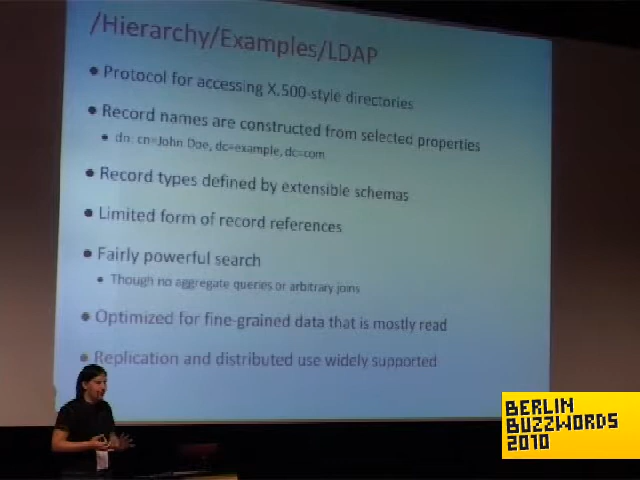 /Hierarchy/Examples/LDAP
Protocol for accessing X.500-style directories
Record names are constructed from selected properties
dn: cn=John Doe, dc=example, dc=com
Record types defined by extensible schemas
Limited form of record references
Fairly powerful search
Though no aggregate queries or arbitrary joins
Optimized for fine-grained data that is mostly read
Replication and distributed use widely supported
BERLIN
BUZZWORDS
2010